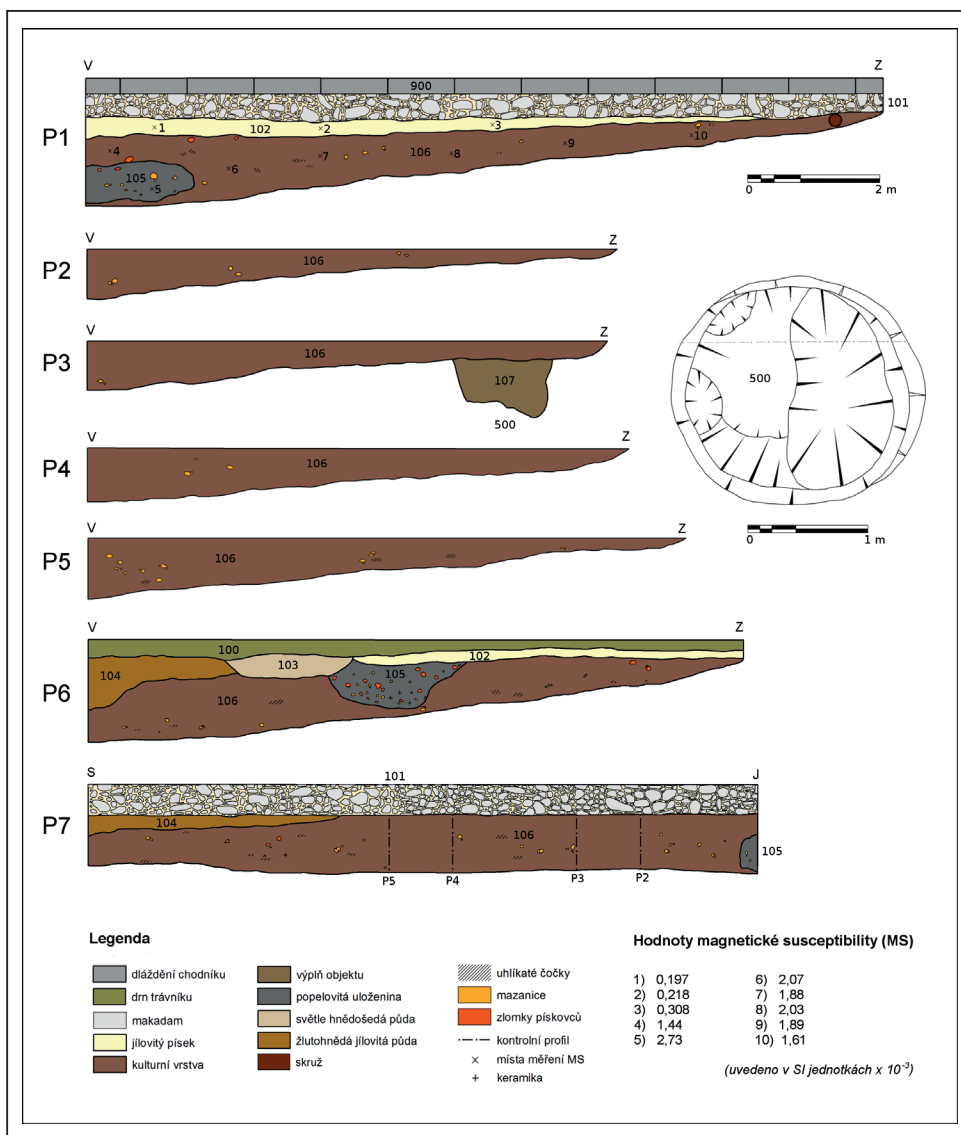 V Z
900
101
P1
1 102 2 3
4 6 7 106 8 9 10
105
5
0 2 m
V Z
P2
106
V Z
P3
106
107
500
V Z
P4
106
500
0 1 m
V Z
P5
106
V Z
P6
100
102
103
104
105
106
S 101 J
P7
104
106
105
P5 P4 P3 P2
Legenda
dláždění chodníku
drn trávníku
makadam
jílovitý písek
kulturní vrstva
výplň objektu
popelovitá uloženina
světle hnědošedá půda
žlutohnědá jílovitá půda
skruž
uhlíkaté čočky
mazanice
zlomky pískovců
kontrolní profil
místa měření MS
keramika
Hodnoty magnetické susceptibility (MS)
1) 0,197 6) 2,07
2) 0,218 7) 1,88
3) 0,308 8) 2,03
4) 1,44 9) 1,89
5) 2,73 10) 1,61
(uvedeno v SI jednotkách x 10⁻³)